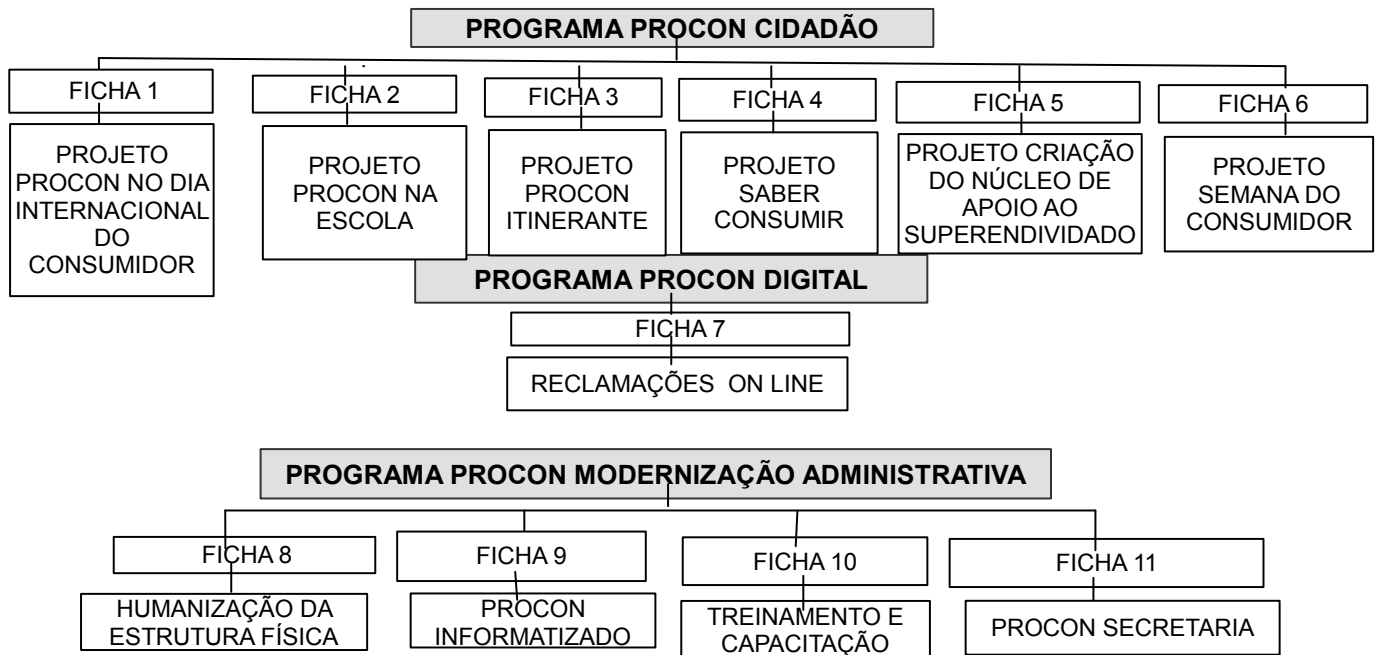 PROGRAMA PROCON CIDADÃO
FICHA 1
FICHA 2
FICHA 3
FICHA 4
FICHA 5
FICHA 6
PROJETO
PROCON NO DIA
INTERNACIONAL
DO
CONSUMIDOR
PROJETO
PROCON NA
ESCOLA
PROJETO
PROCON
ITINERANTE
PROJETO
SABER
CONSUMIR
PROJETO CRIAÇÃO
DO NÚCLEO DE
APOIO AO
SUPERENDIVIDADO
PROJETO
SEMANA DO
CONSUMIDOR
PROGRAMA PROCON DIGITAL
FICHA 7
RECLAMAÇÕES ON LINE
PROGRAMA PROCON MODERNIZAÇÃO ADMINISTRATIVA
FICHA 8
FICHA 9
FICHA 10
FICHA 11
HUMANIZAÇÃO DA
ESTRUTURA FÍSICA
PROCON
INFORMATIZADO
TREINAMENTO E
CAPACITAÇÃO
PROCON SECRETARIA